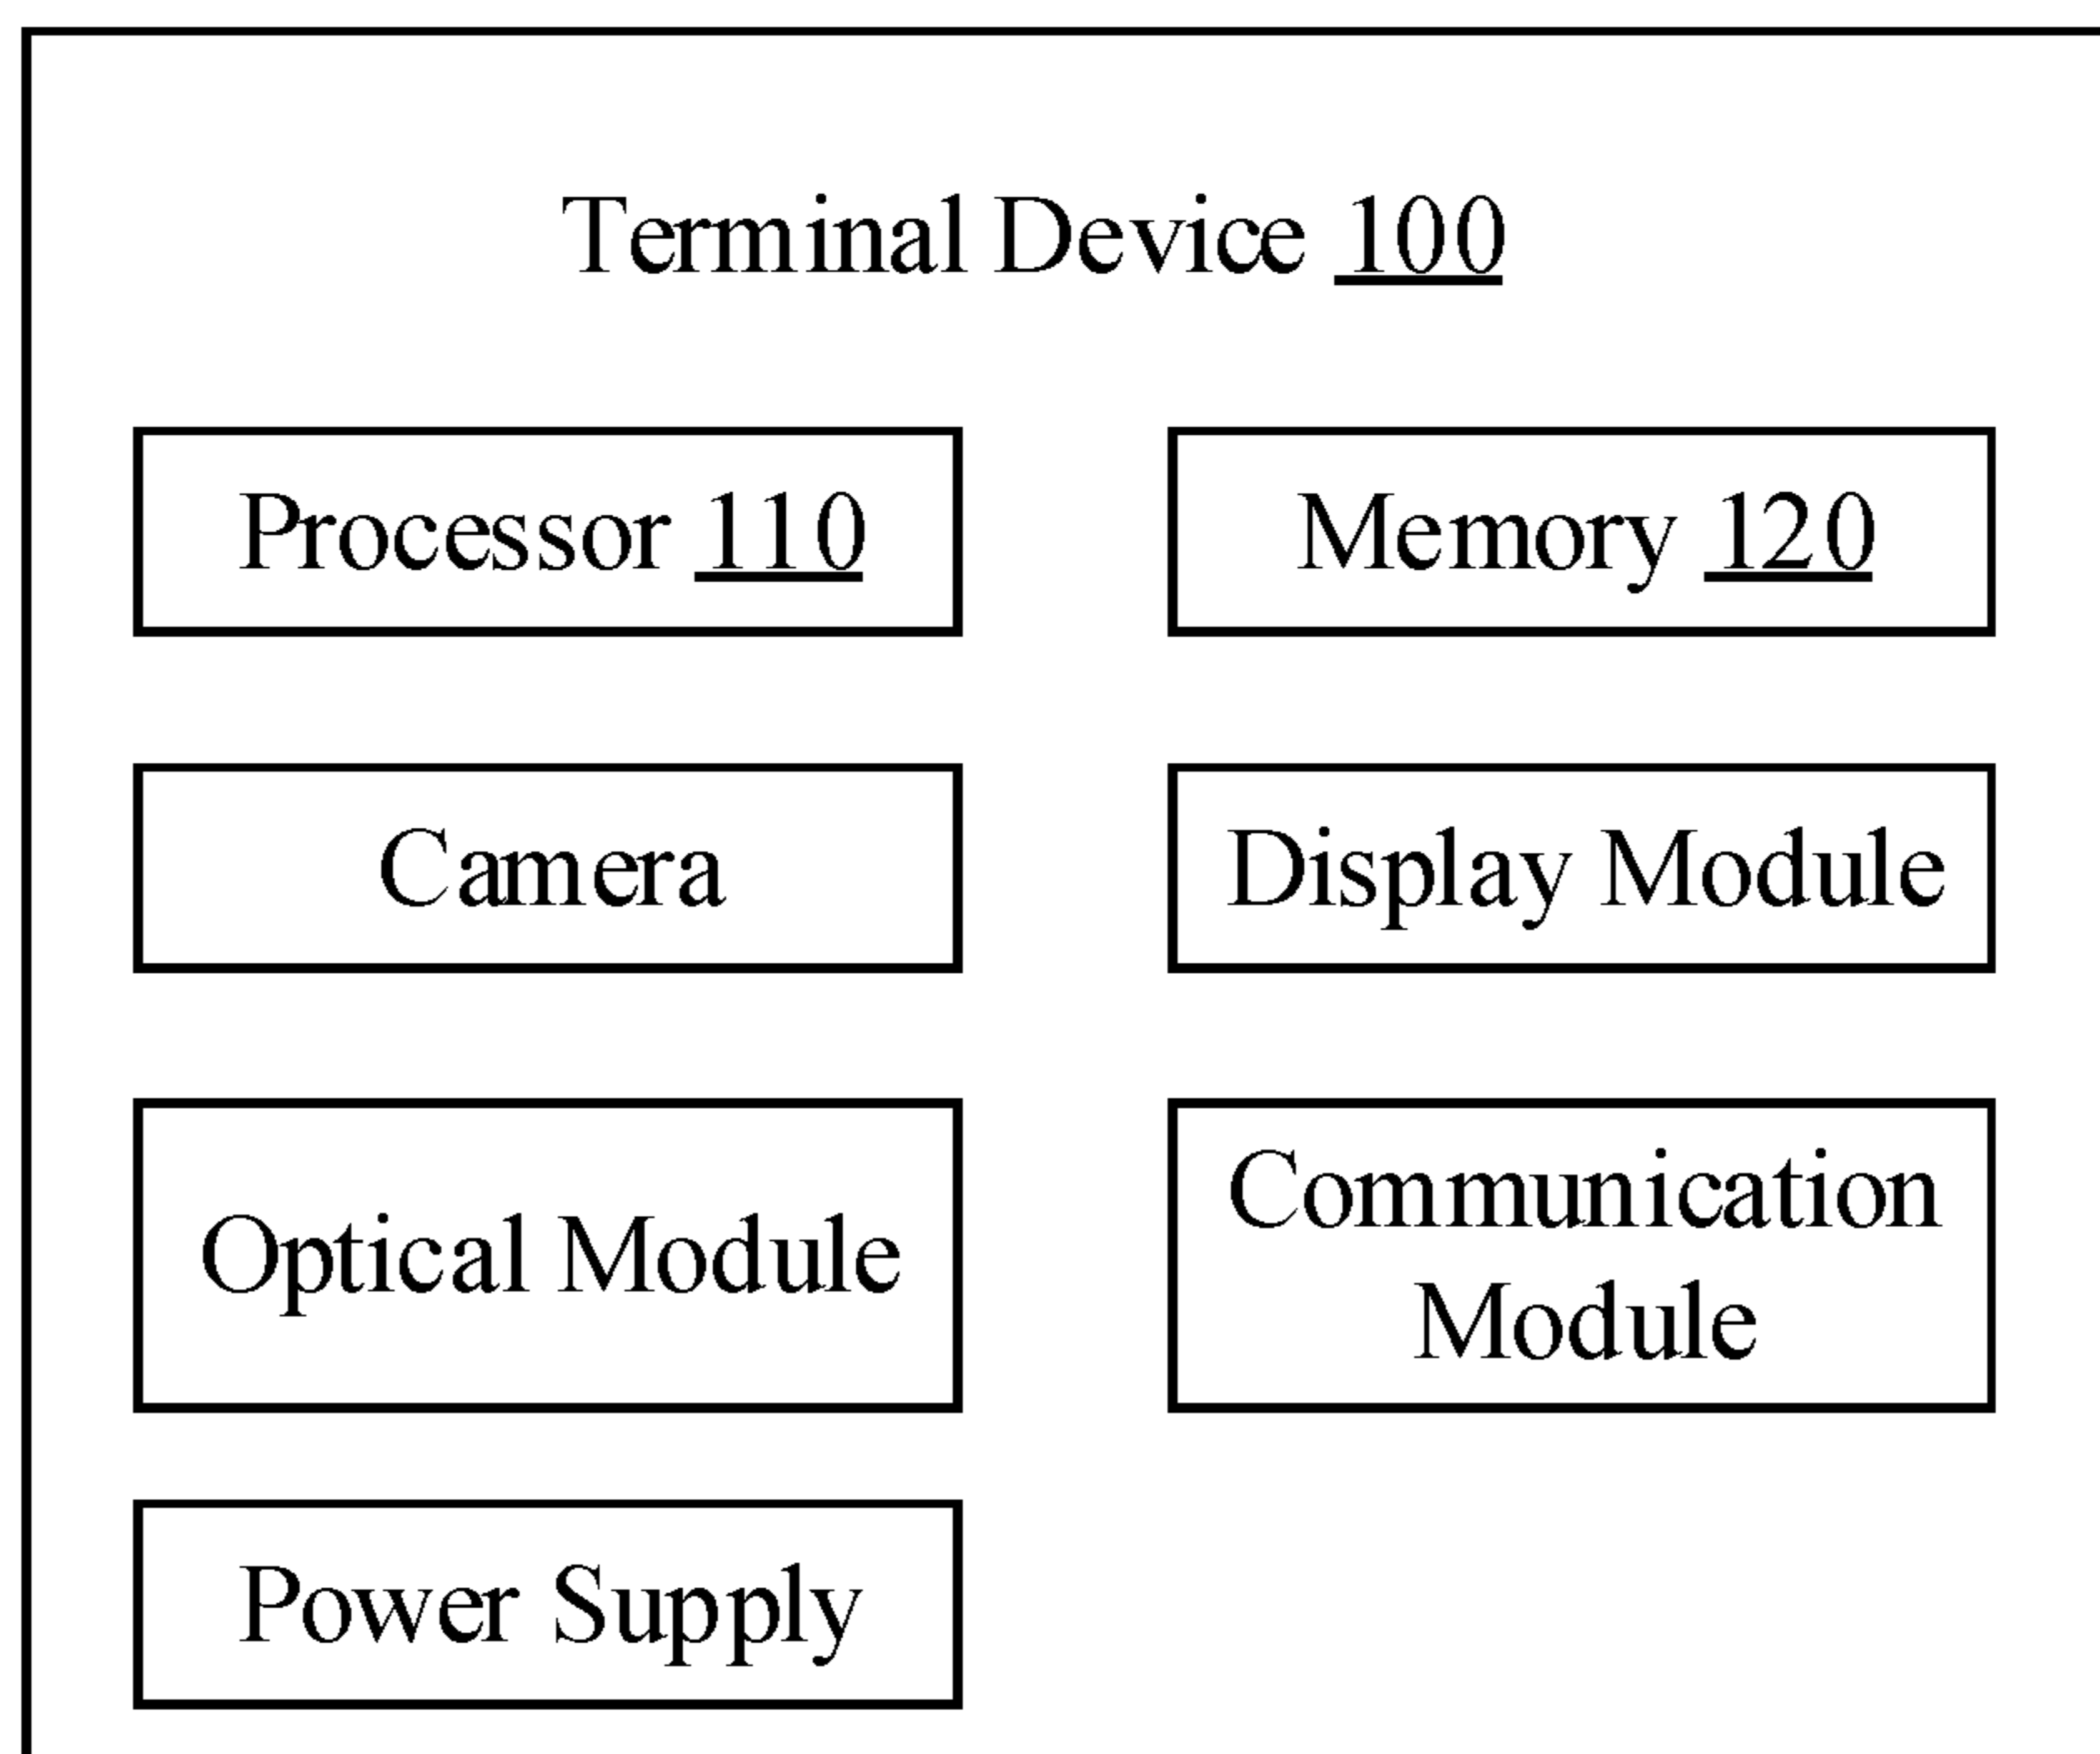 Terminal Device 100
Processor 110
Memory 120
Camera
Display Module
Optical Module
Communication
Module
Power Supply